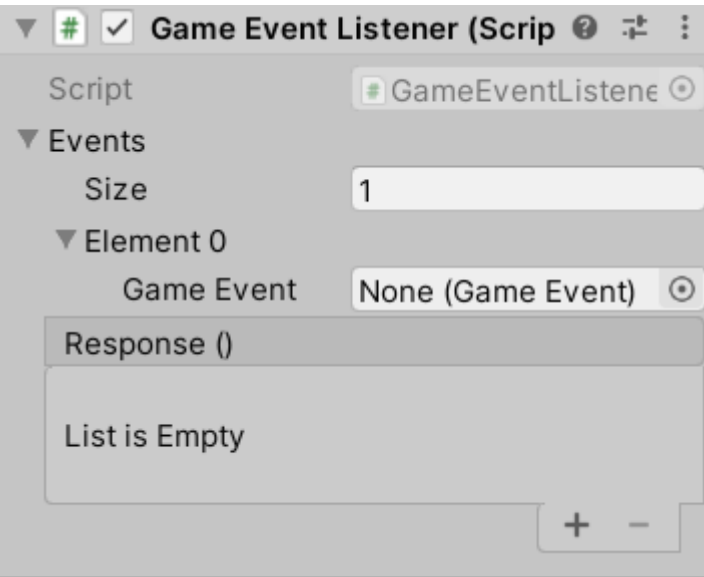 Game Event Listener (Scrip
Script GameEventListene
Events
Size 1
Element 0
Game Event None (Game Event)
Response ()
List is Empty